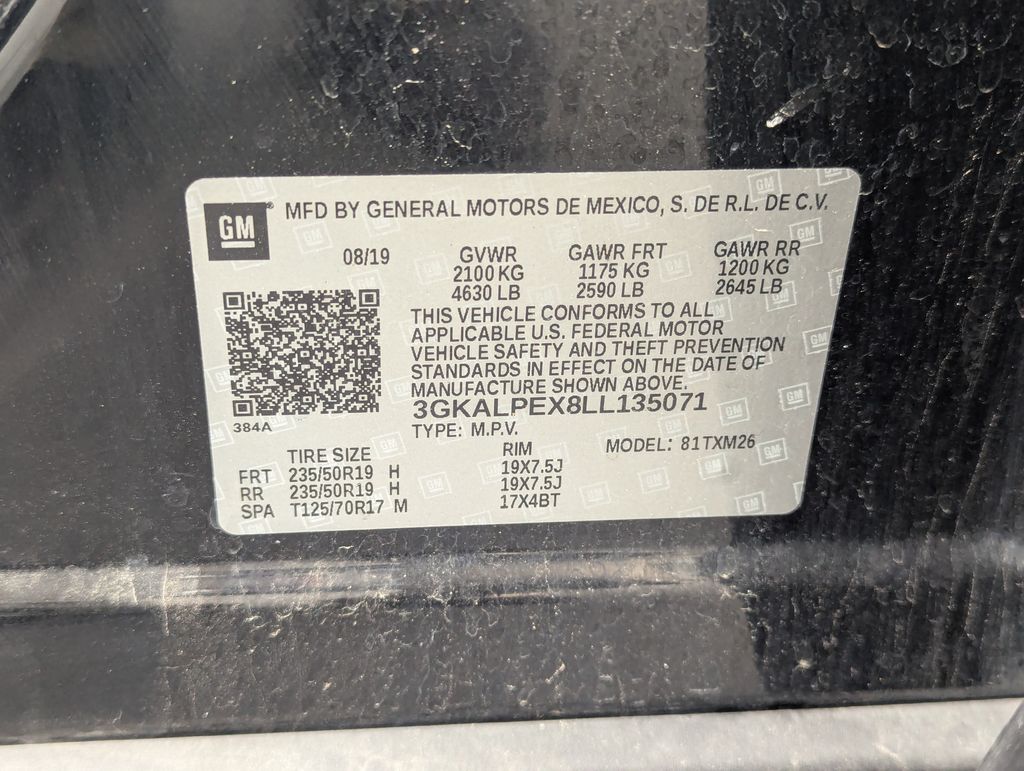 GM MFD BY GENERAL MOTORS DE MEXICO, S. DE R.L. DE C.V.
08/19 GVWR GAWR FRT GAWR RR
2100 KG 1175 KG 1200 KG
4630 LB 2590 LB 2645 LB
THIS VEHICLE CONFORMS TO ALL
APPLICABLE U.S. FEDERAL MOTOR
VEHICLE SAFETY AND THEFT PREVENTION
STANDARDS IN EFFECT ON THE DATE OF
MANUFACTURE SHOWN ABOVE.
3GKALPEX8LL135071
384A
TYPE: M.P.V. MODEL: 81TXM26
TIRE SIZE RIM
FRT 235/50R19 H 19X7.5J
RR 235/50R19 H 19X7.5J
SPA T125/70R17 M 17X4BT